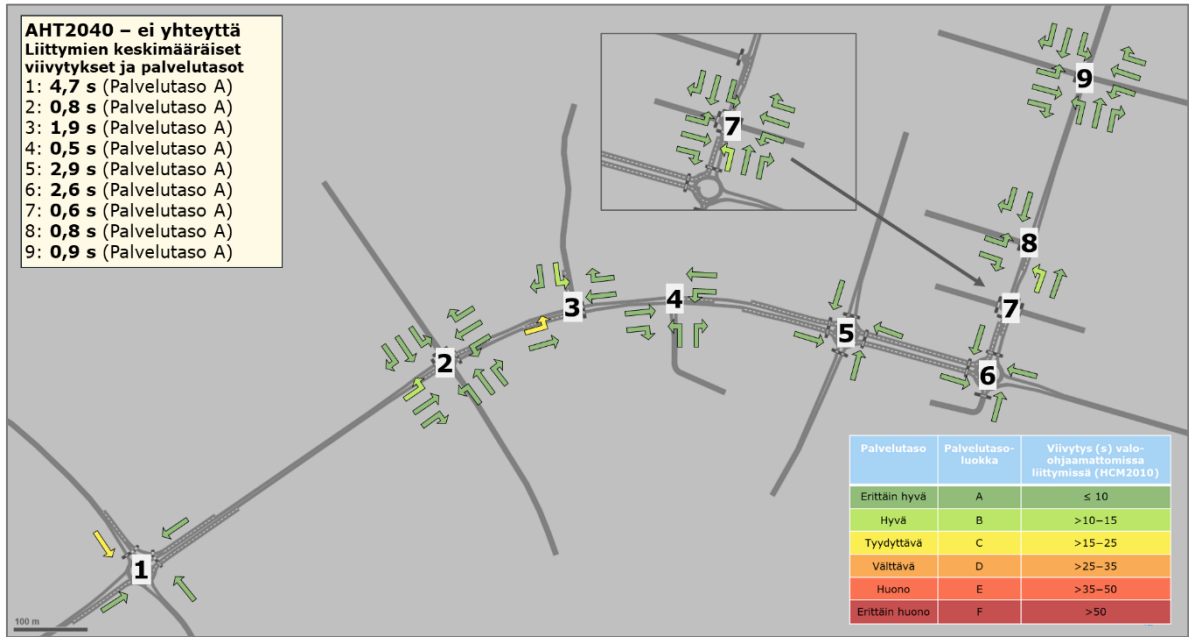 AHT2040 – ei yhteyttä
Liittymien keskimääräiset
viivytykset ja palvelutasot
1: 4,7 s (Palvelutaso A)
2: 0,8 s (Palvelutaso A)
3: 1,9 s (Palvelutaso A)
4: 0,5 s (Palvelutaso A)
5: 2,9 s (Palvelutaso A)
6: 2,6 s (Palvelutaso A)
7: 0,6 s (Palvelutaso A)
8: 0,8 s (Palvelutaso A)
9: 0,9 s (Palvelutaso A)
7
9
8
7
3
4
5
2
6
1
100 m
Palvelutaso Palvelutaso-luokka Viivytys (s) valo-ohjaamattomissa liittymissä (HCM2010)
Erittäin hyvä A ≤ 10
Hyvä B >10−15
Tyydyttävä C >15−25
Välttävä D >25−35
Huono E >35−50
Erittäin huono F >50